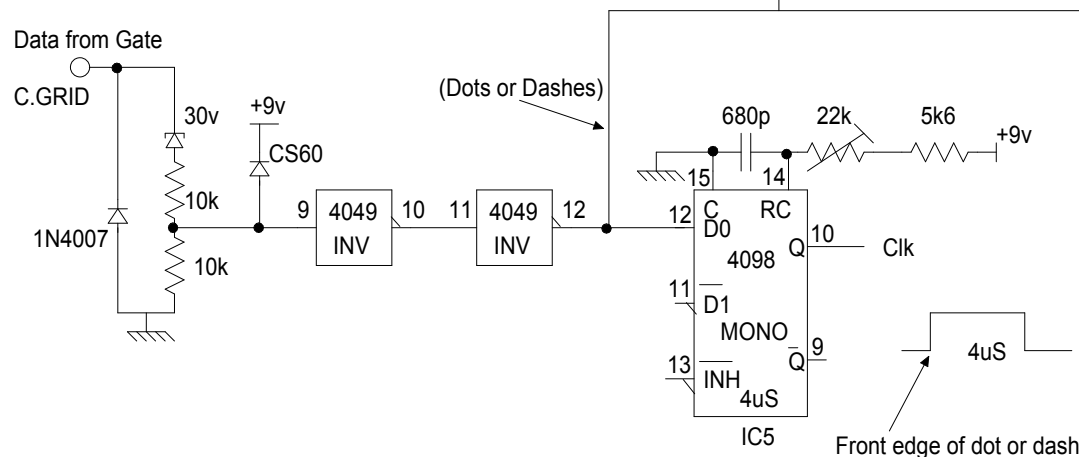 Data from Gate
C.GRID
30v
+9v
CS60
10k
1N4007
10k
(Dots or Dashes)
9
4049
INV
10
11
4049
INV
12
680p
22k
5k6
+9v
15
14
C
RC
12
D0
Q
10
Clk
4098
11
D1
MONO
Q
9
13
INH
4uS
IC5
4uS
Front edge of dot or dash